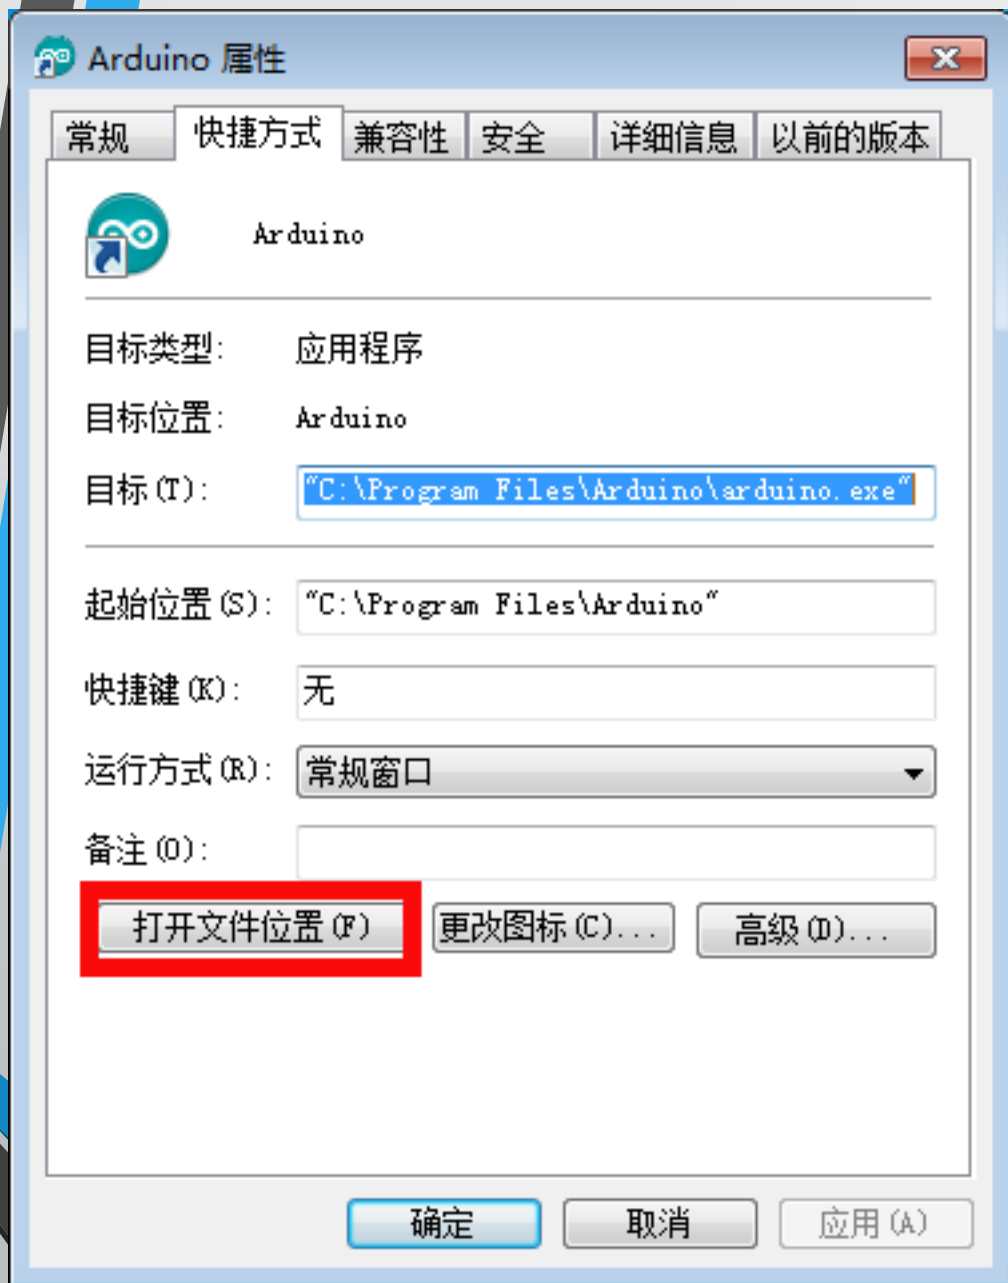 Arduino 属性
常规 快捷方式 兼容性 安全 详细信息 以前的版本
Arduino
目标类型: 应用程序
目标位置: Arduino
目标(T): "C:\Program Files\Arduino\arduino.exe"
起始位置(S): "C:\Program Files\Arduino"
快捷键(K): 无
运行方式(R): 常规窗口
备注(O):
打开文件位置(F) 更改图标(C)... 高级(D)...
确定 取消 应用(A)